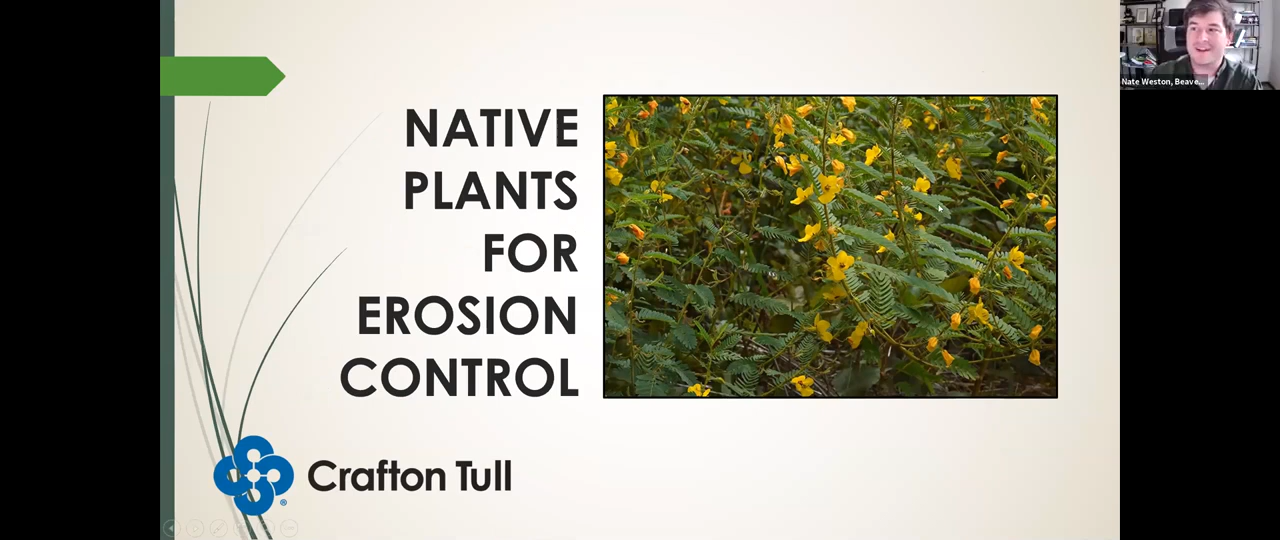 NATIVE
PLANTS
FOR
EROSION
CONTROL
Crafton Tull
®
Nate Weston, Beave...